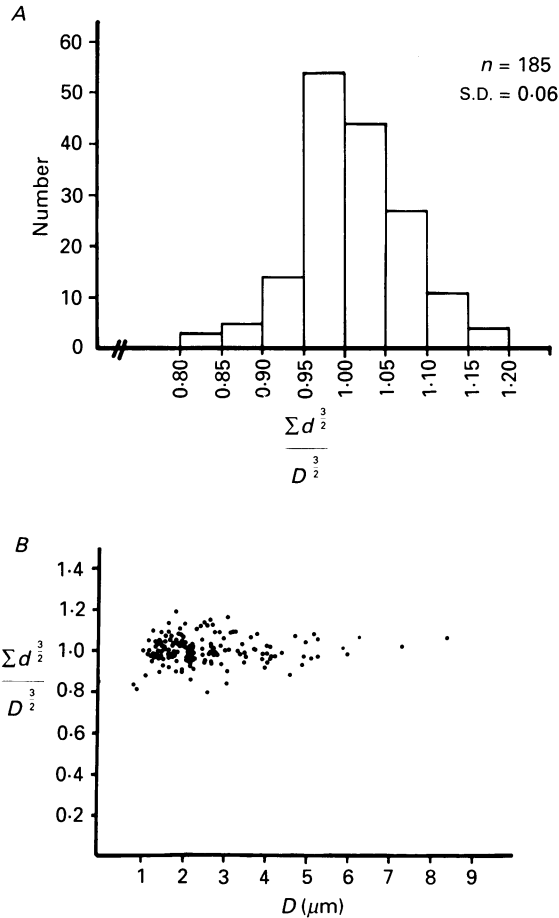 A
n = 185
S.D. = 0·06
60
50
40
30
20
10
0
Number
0·80 0·85 0·90 0·95 1·00 1·05 1·10 1·15 1·20
Σd^{3/2}
D^{3/2}
B
1·4
1·2
1·0
0·8
0·6
0·4
0·2
Σd^{3/2}
D^{3/2}
1 2 3 4 5 6 7 8 9
D (μm)